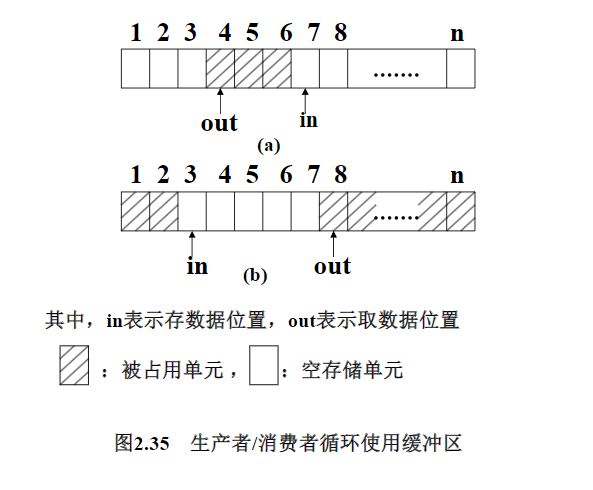 1 2 3 4 5 6 7 8 n
.......
out in
(a)
1 2 3 4 5 6 7 8 n
.......
in out
(b)
其中，in表示存数据位置，out表示取数据位置
：被占用单元，：空存储单元
图2.35 生产者/消费者循环使用缓冲区